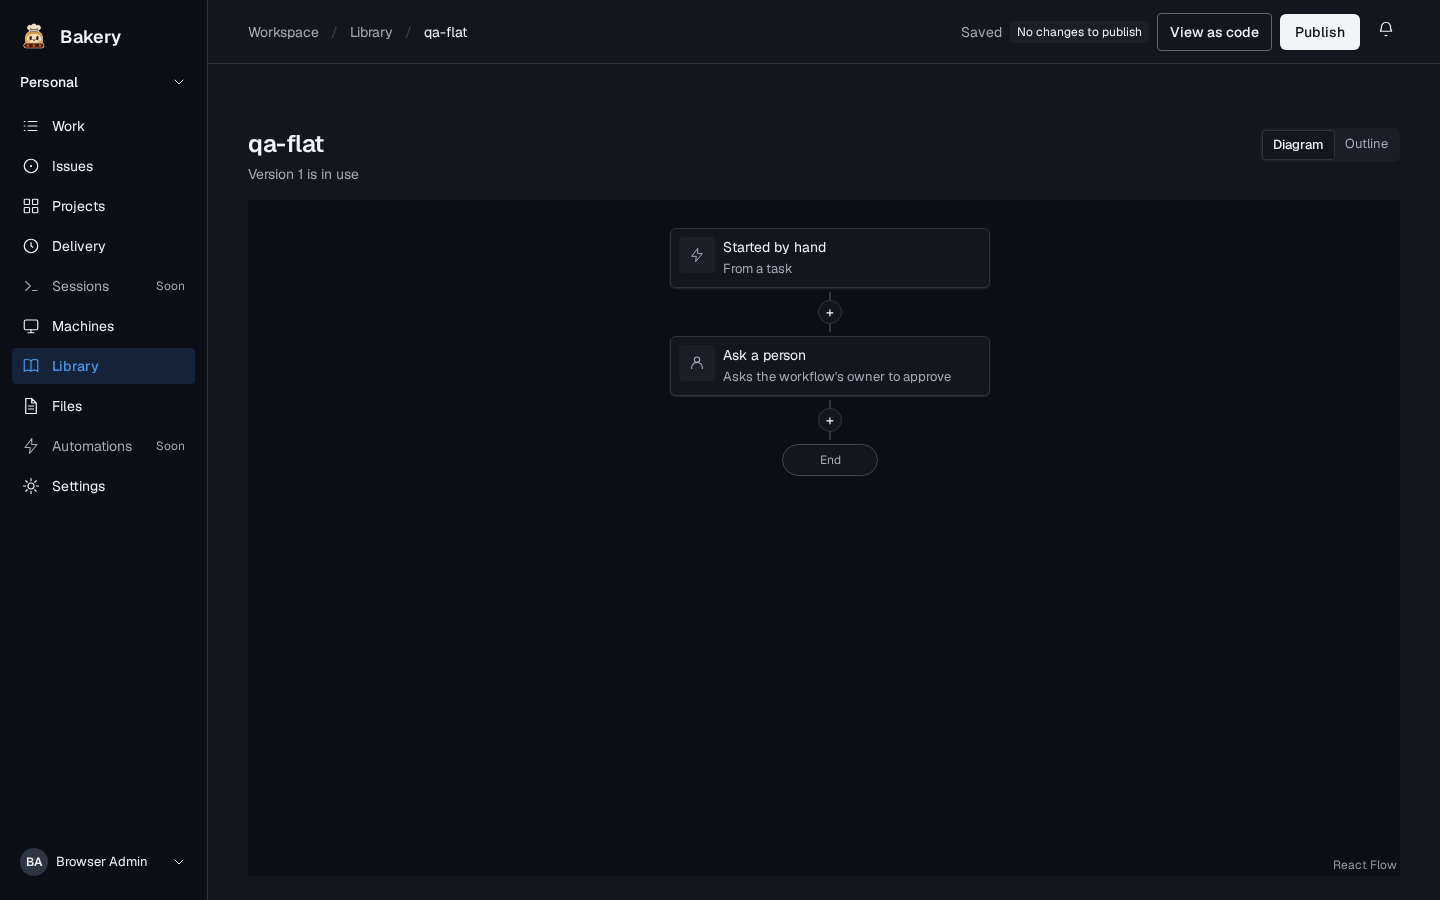 Bakery
Personal
Work
Issues
Projects
Delivery
Sessions Soon
Machines
Library
Files
Automations Soon
Settings
BA Browser Admin
Workspace / Library / qa-flat
Saved No changes to publish View as code Publish
qa-flat
Version 1 is in use
Diagram Outline
Started by hand
From a task
+
Ask a person
Asks the workflow's owner to approve
+
End
React Flow